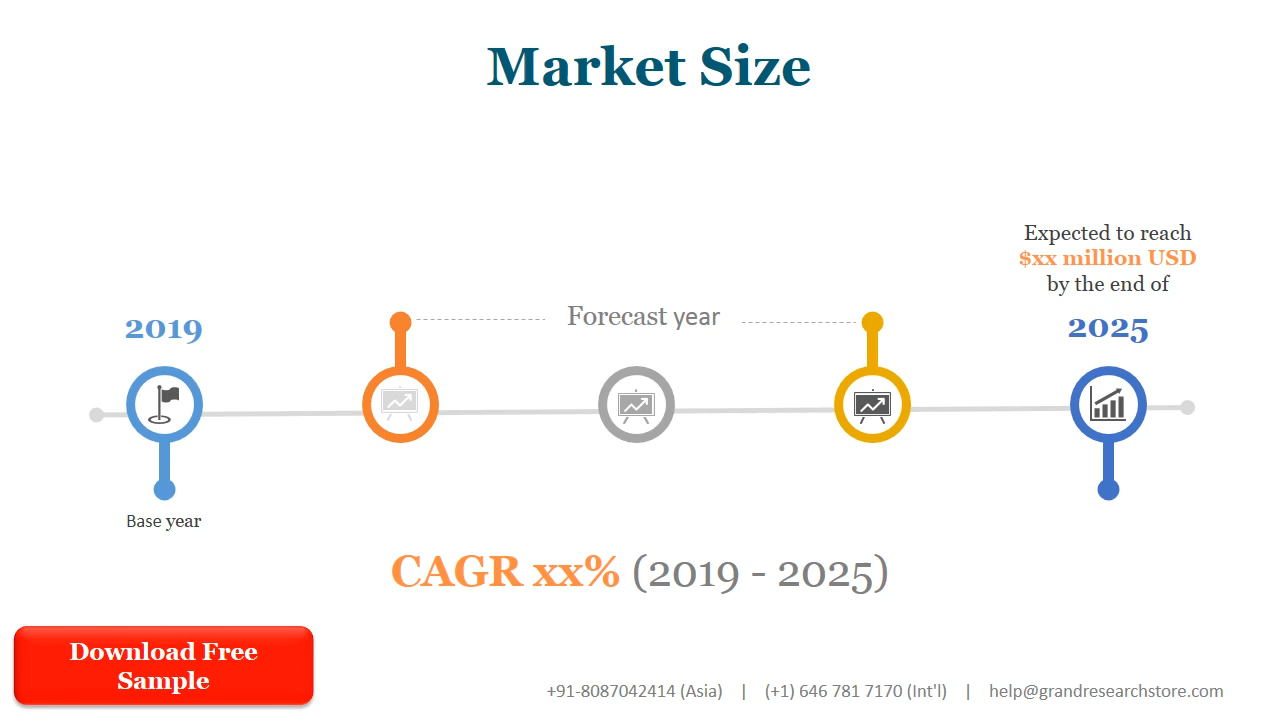 Market Size
Expected to reach
$xx million USD
by the end of
2025
2019
Forecast year
Base year
CAGR xx% (2019 - 2025)
Download Free
Sample
+91-8087042414 (Asia) | (+1) 646 781 7170 (Int'l) | help@grandresearchstore.com